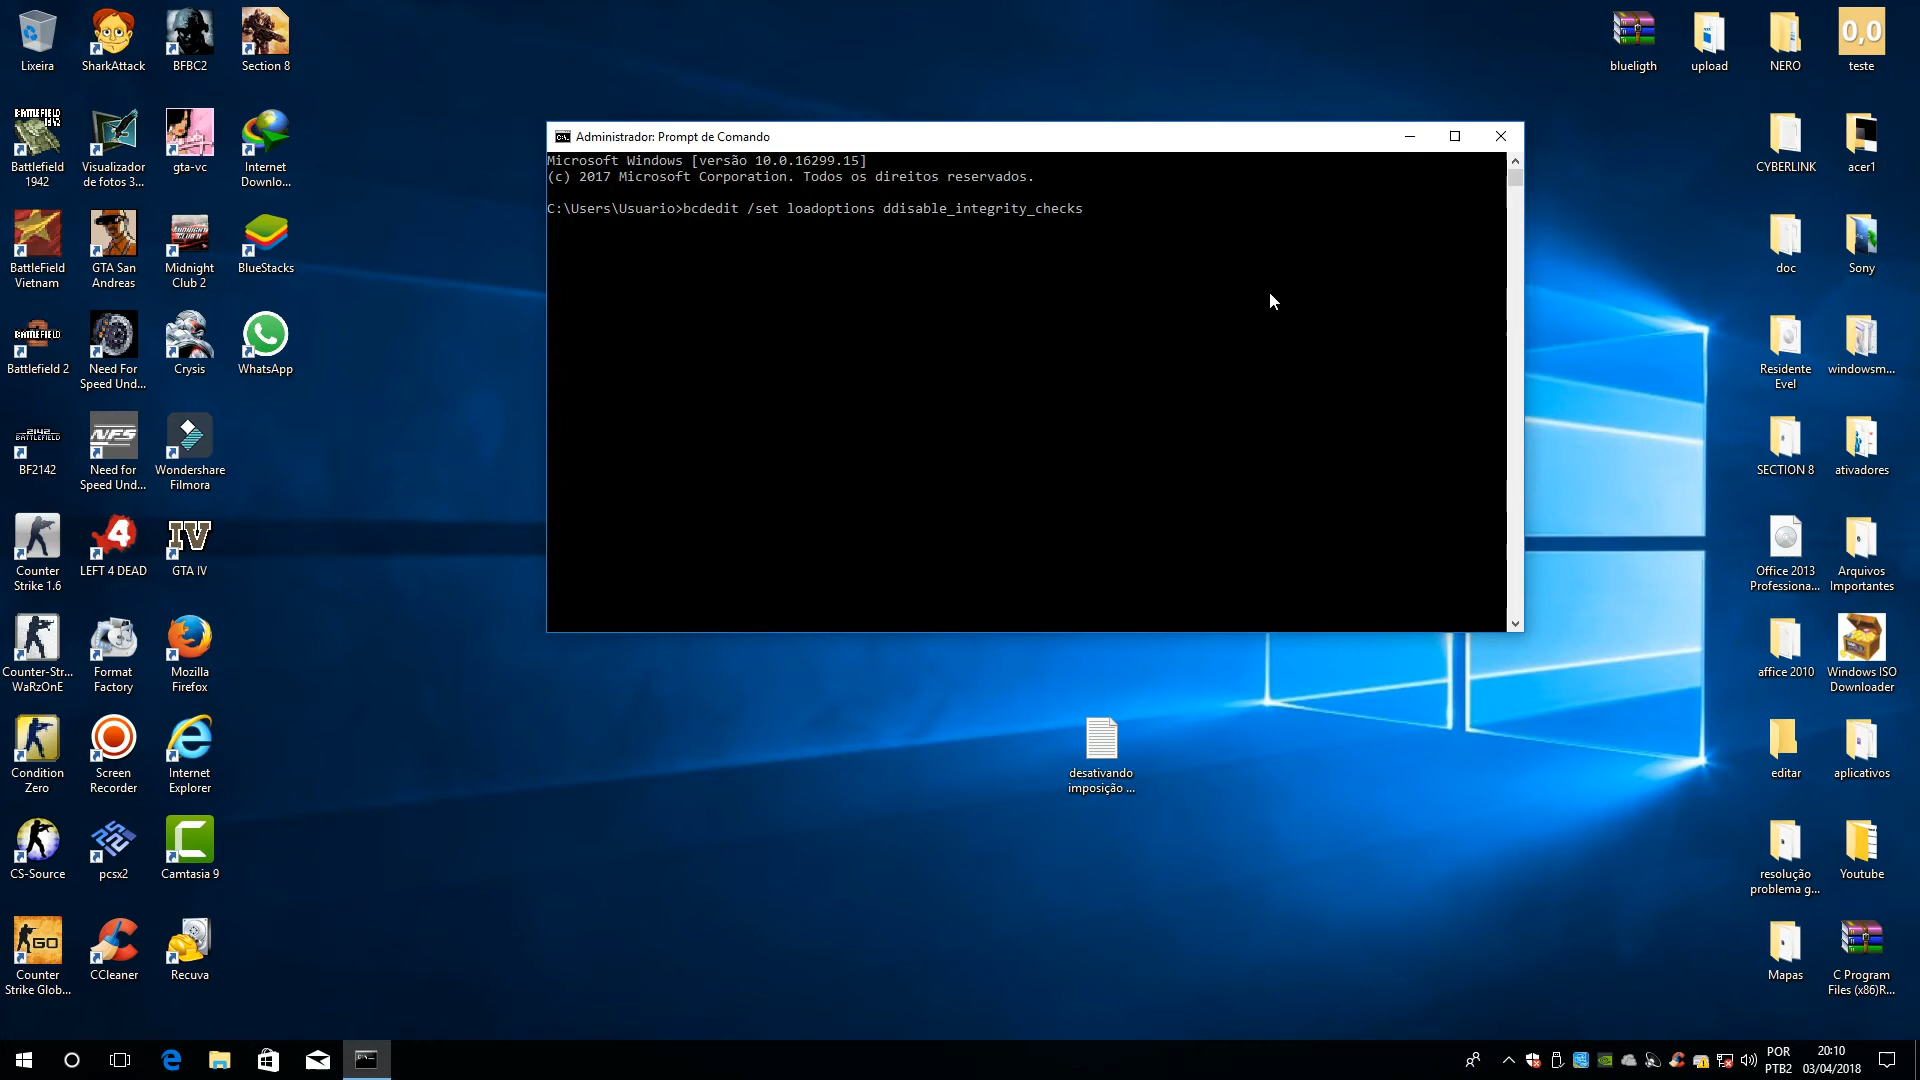 Lixeira
SharkAttack
BFBC2
Section 8
Battlefield
1942
Visualizador
de fotos 3...
gta-vc
Internet
Downlo...
BattleField
Vietnam
GTA San
Andreas
Midnight
Club 2
BlueStacks
Battlefield 2
Need For
Speed Und...
Crysis
WhatsApp
BF2142
Need for
Speed Und...
Wondershare
Filmora
Counter
Strike 1.6
LEFT 4 DEAD
GTA IV
Counter-Str...
WaRzOnE
Format
Factory
Mozilla
Firefox
Condition
Zero
Screen
Recorder
Internet
Explorer
CS-Source
pcsx2
Camtasia 9
Counter
Strike Glob...
CCleaner
Recuva
Administrador: Prompt de Comando
Microsoft Windows [versão 10.0.16299.15]
(c) 2017 Microsoft Corporation. Todos os direitos reservados.
C:\Users\Usuario>bcdedit /set loadoptions ddisable_integrity_checks
desativando
imposição ...
blueligth
upload
NERO
0,0
teste
CYBERLINK
acer1
doc
Sony
Residente
Evel
windowsm...
SECTION 8
ativadores
Office 2013
Professiona...
Arquivos
Importantes
affice 2010
Windows ISO
Downloader
editar
aplicativos
resolução
problema g...
Youtube
Mapas
C Program
Files (x86)R...
POR
PTB2
20:10
03/04/2018